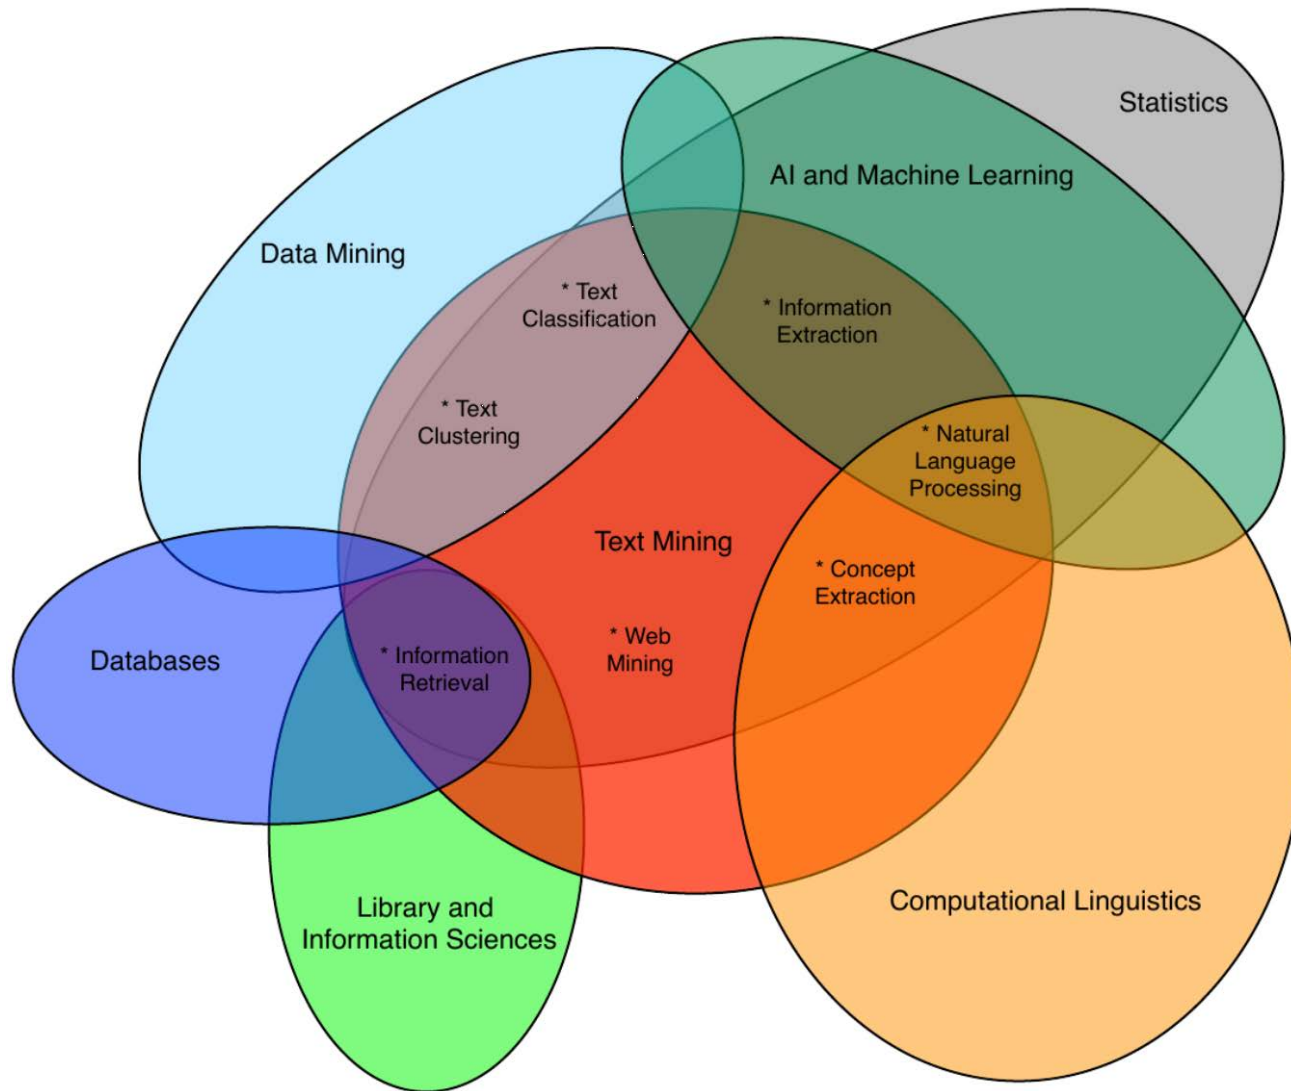 Statistics
AI and Machine Learning
Data Mining
* Text
Classification
* Information
Extraction
* Text
Clustering
* Natural
Language
Processing
Text Mining
* Concept
Extraction
* Web
Mining
Databases
* Information
Retrieval
Library and
Information Sciences
Computational Linguistics